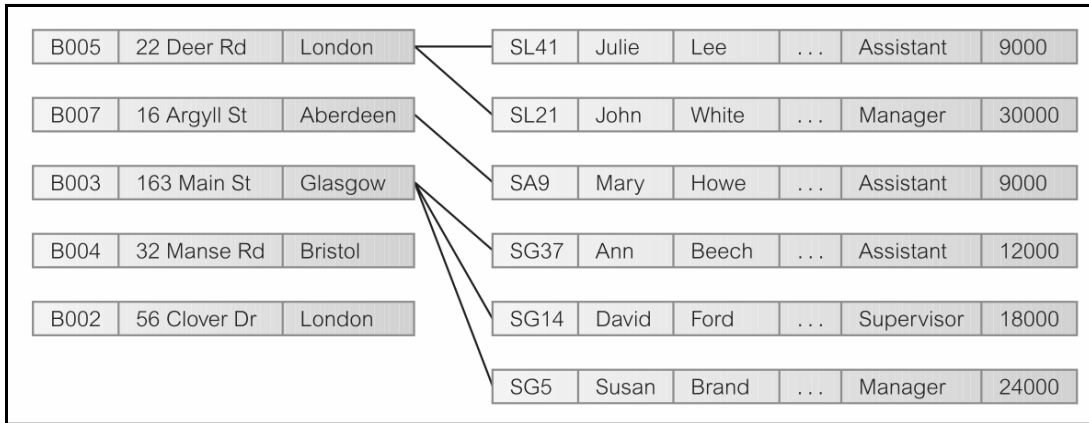 B005 22 Deer Rd London SL41 Julie Lee ... Assistant 9000
B007 16 Argyll St Aberdeen SL21 John White ... Manager 30000
B003 163 Main St Glasgow SA9 Mary Howe ... Assistant 9000
B004 32 Manse Rd Bristol SG37 Ann Beech ... Assistant 12000
B002 56 Clover Dr London SG14 David Ford ... Supervisor 18000
SG5 Susan Brand ... Manager 24000